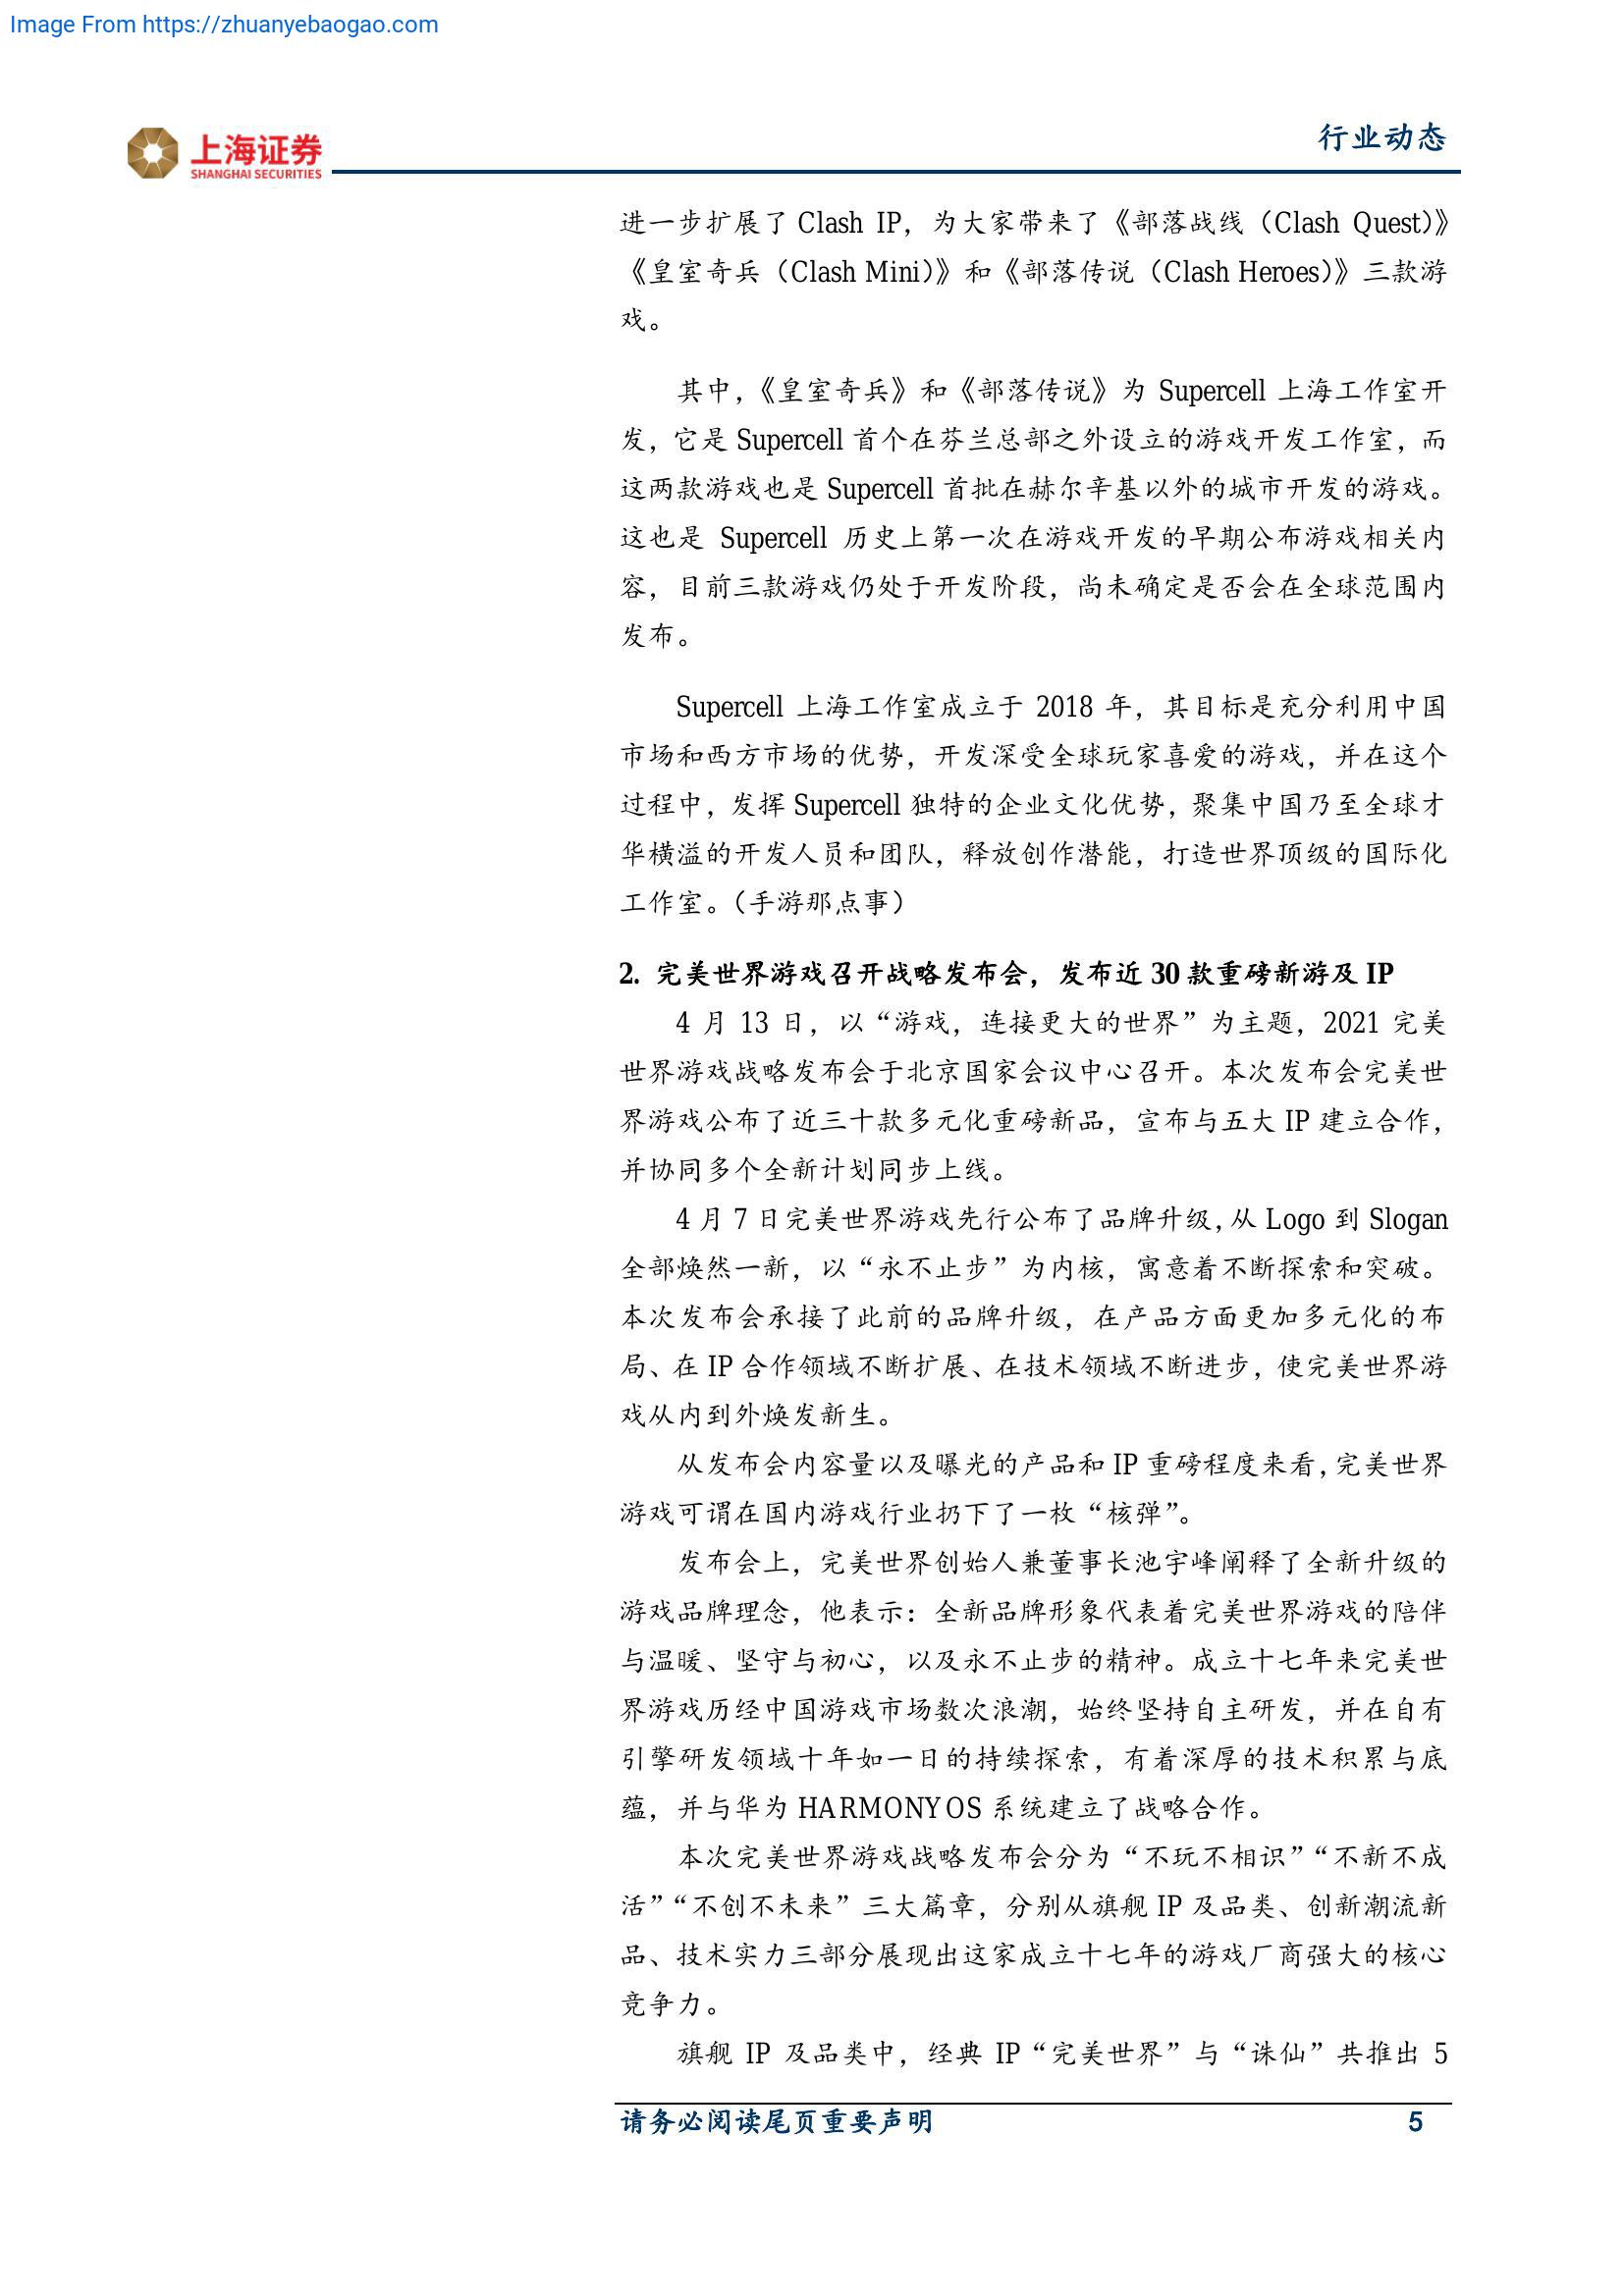 Image From https://zhuanyebaogao.com
上海证券
SHANGHAI SECURITIES
行业动态
进一步扩展了 Clash IP，为大家带来了《部落战线（Clash Quest）》
《皇室奇兵（Clash Mini）》和《部落传说（Clash Heroes）》三款游
戏。
其中，《皇室奇兵》和《部落传说》为 Supercell 上海工作室开
发，它是 Supercell 首个在芬兰总部之外设立的游戏开发工作室，而
这两款游戏也是 Supercell 首批在赫尔辛基以外的城市开发的游戏。
这也是 Supercell 历史上第一次在游戏开发的早期公布游戏相关内
容，目前三款游戏仍处于开发阶段，尚未确定是否会在全球范围内
发布。
Supercell 上海工作室成立于 2018 年，其目标是充分利用中国
市场和西方市场的优势，开发深受全球玩家喜爱的游戏，并在这个
过程中，发挥 Supercell 独特的企业文化优势，聚集中国乃至全球才
华横溢的开发人员和团队，释放创作潜能，打造世界顶级的国际化
工作室。（手游那点事）
2. 完美世界游戏召开战略发布会，发布近 30 款重磅新游及 IP
4 月 13 日，以“游戏，连接更大的世界”为主题，2021 完美
世界游戏战略发布会于北京国家会议中心召开。本次发布会完美世
界游戏公布了近三十款多元化重磅新品，宣布与五大 IP 建立合作，
并协同多个全新计划同步上线。
4 月 7 日完美世界游戏先行公布了品牌升级，从 Logo 到 Slogan
全部焕然一新，以“永不止步”为内核，寓意着不断探索和突破。
本次发布会承接了此前的品牌升级，在产品方面更加多元化的布
局、在 IP 合作领域不断扩展、在技术领域不断进步，使完美世界游
戏从内到外焕发新生。
从发布会内容量以及曝光的产品和 IP 重磅程度来看，完美世界
游戏可谓在国内游戏行业扔下了一枚“核弹”。
发布会上，完美世界创始人兼董事长池宇峰阐释了全新升级的
游戏品牌理念，他表示：全新品牌形象代表着完美世界游戏的陪伴
与温暖、坚守与初心，以及永不止步的精神。成立十七年来完美世
界游戏历经中国游戏市场数次浪潮，始终坚持自主研发，并在自有
引擎研发领域十年如一日的持续探索，有着深厚的技术积累与底
蕴，并与华为 HARMONYOS 系统建立了战略合作。
本次完美世界游戏战略发布会分为“不玩不相识”“不新不成
活”“不创不未来”三大篇章，分别从旗舰 IP 及品类、创新潮流新
品、技术实力三部分展现出这家成立十七年的游戏厂商强大的核心
竞争力。
旗舰 IP 及品类中，经典 IP“完美世界”与“诛仙”共推出 5
请务必阅读尾页重要声明 5